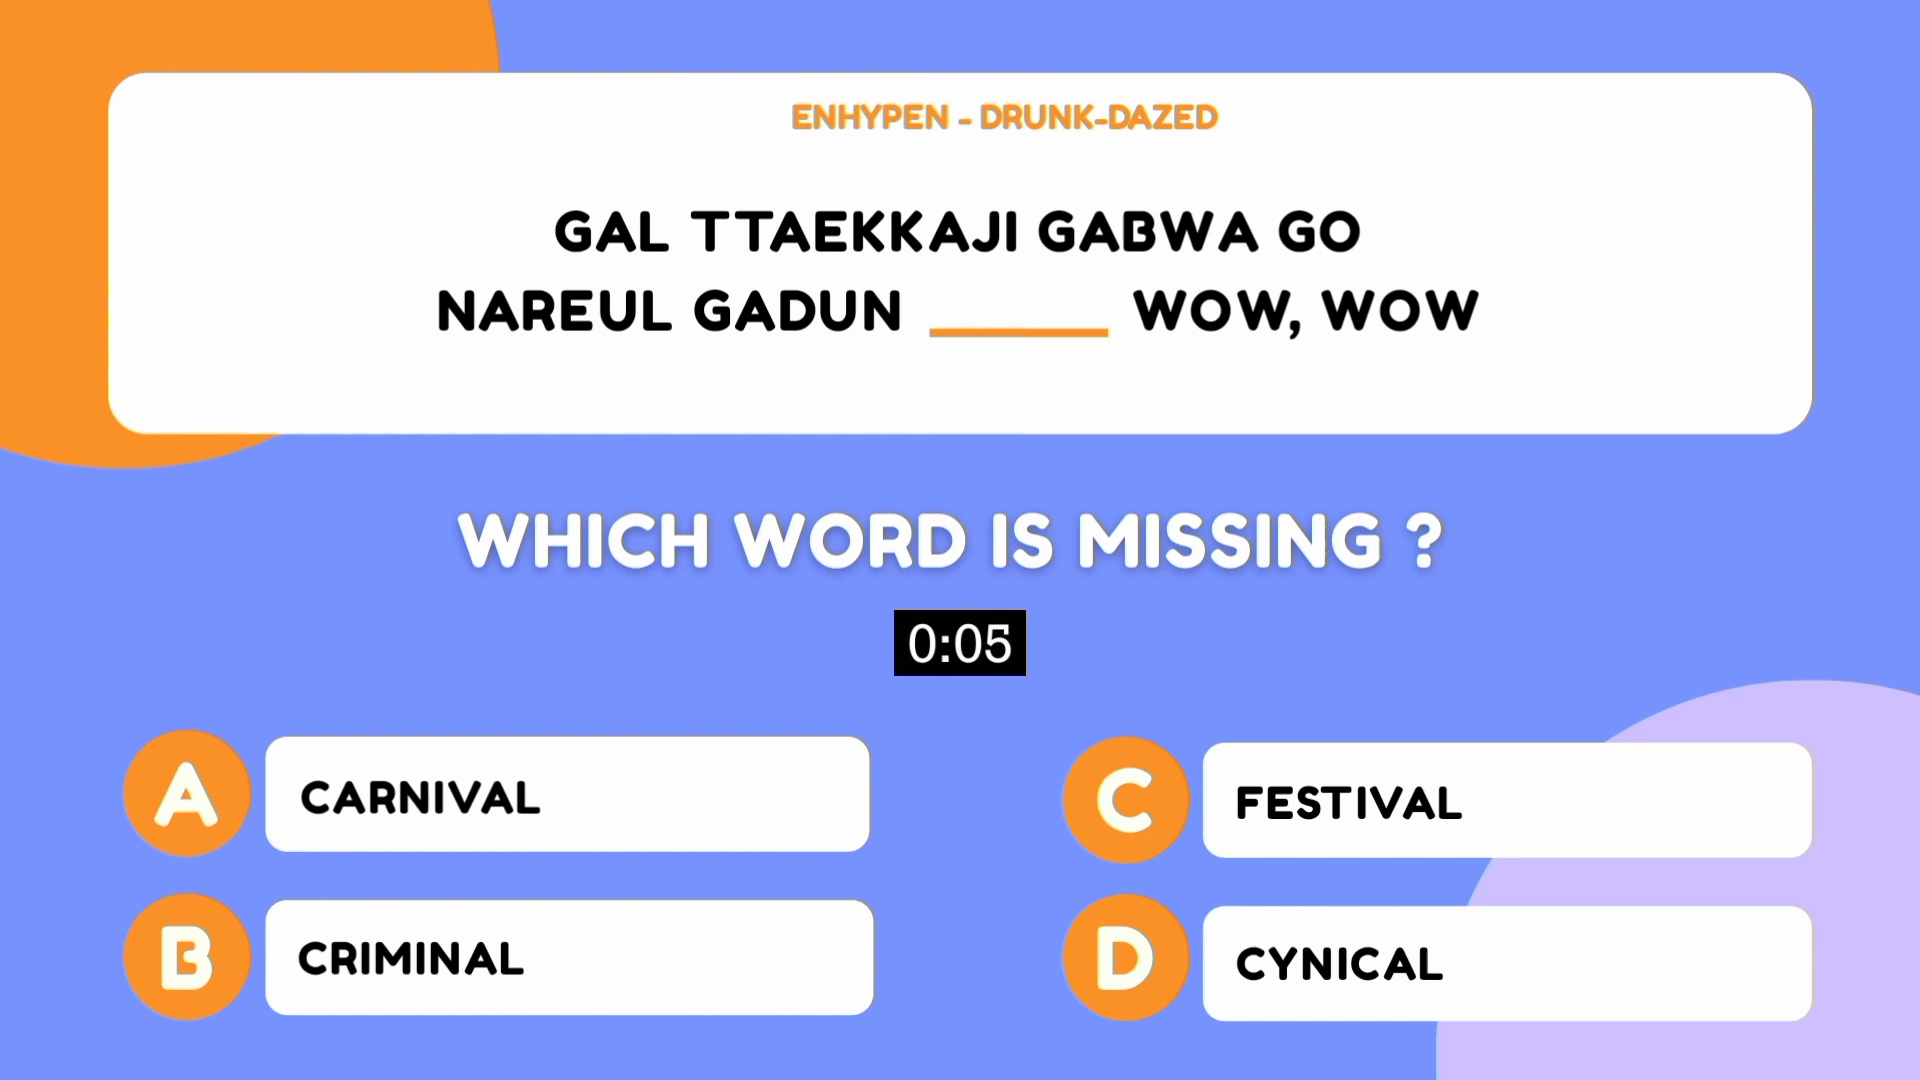 ENHYPEN - DRUNK-DAZED
GAL TTAEKKAJI GABWA GO
NAREUL GADUN _____ WOW, WOW
WHICH WORD IS MISSING ?
0:05
A CARNIVAL
C FESTIVAL
B CRIMINAL
D CYNICAL